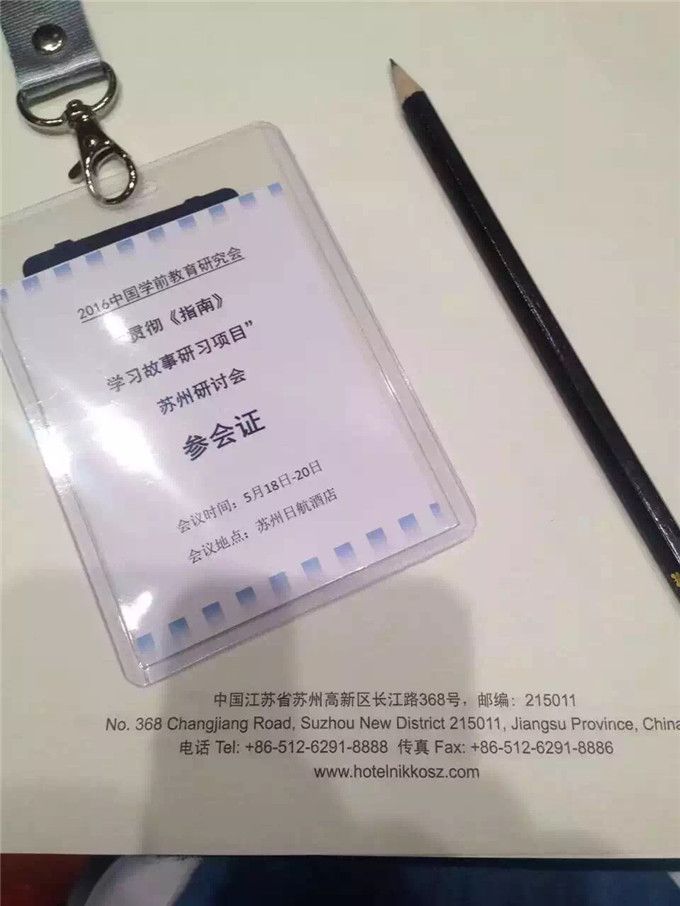 2016中国学前教育研究会
贯彻《指南》
学习故事研习项目”
苏州研讨会
参会证
会议时间：5月18日-20日
会议地点：苏州日航酒店
中国江苏省苏州高新区长江路368号，邮编：215011
No. 368 Changjiang Road, Suzhou New District 215011, Jiangsu Province, China
电话 Tel: +86-512-6291-8888 传真 Fax: +86-512-6291-8886
www.hotelnikkosz.com